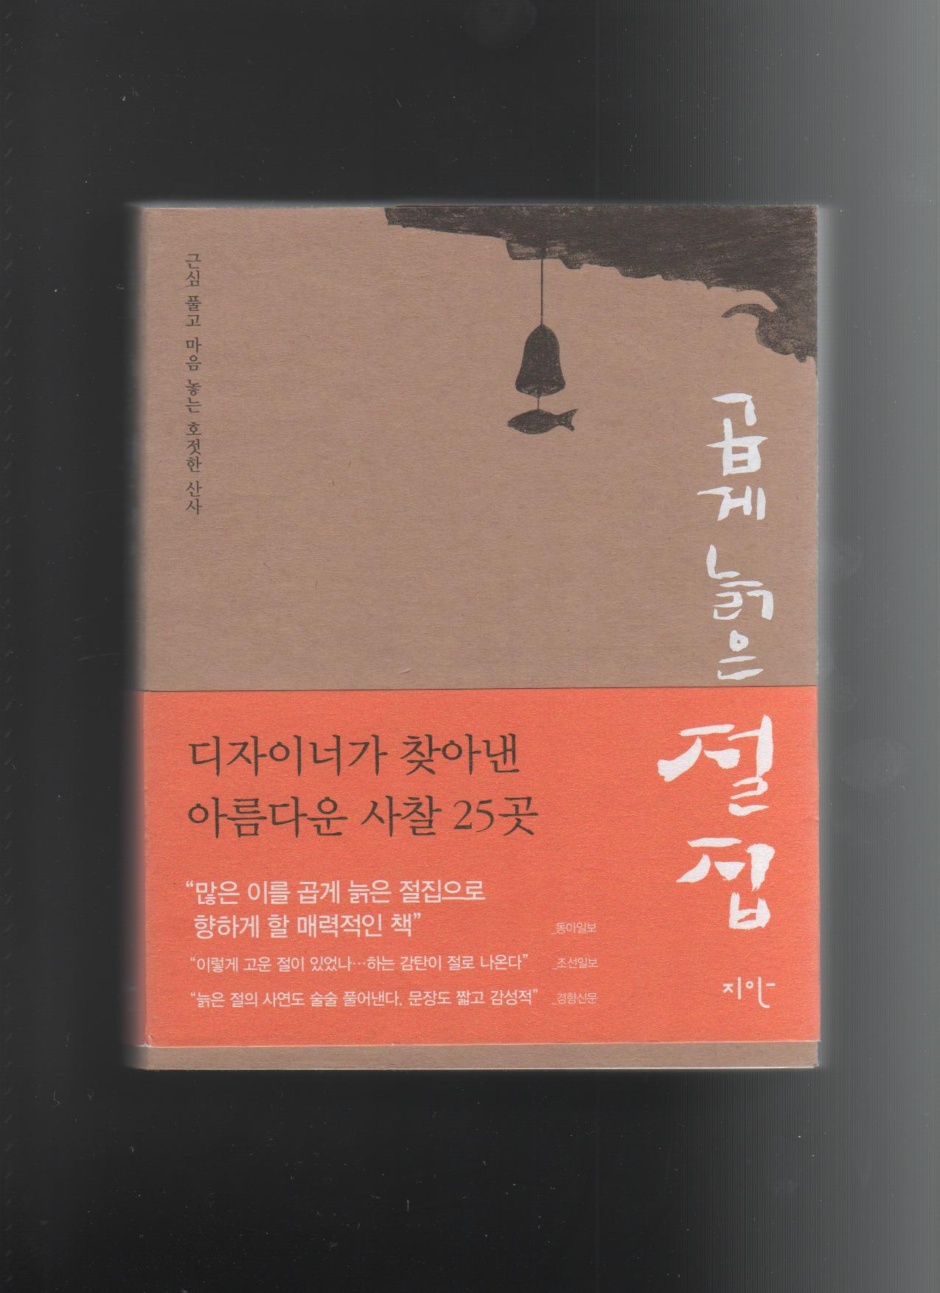 근심 풀고 마음 놓는 호젓한 산사
곱게 늙은 절집
디자이너가 찾아낸
아름다운 사찰 25곳
“많은 이를 곱게 늙은 절집으로
향하게 할 매력적인 책” _동아일보
“이렇게 고운 절이 있었나…하는 감탄이 절로 나온다” _조선일보
“늙은 절의 사연도 술술 풀어낸다. 문장도 짧고 감성적” _경향신문
지안